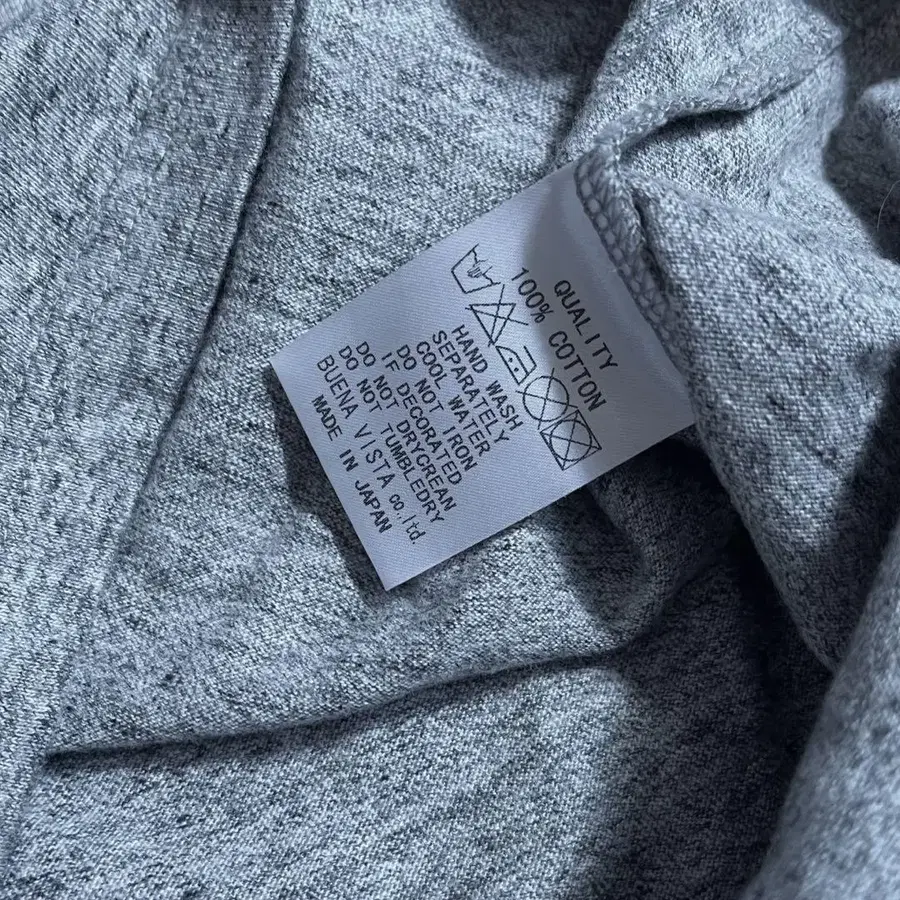 QUALITY
100% COTTON
HAND WASH
SEPARATELY
COOL WATER
DO NOT IRON
IF DECORATED
DO NOT DRYCREAN
DO NOT TUMBLEDRY
BUENA VISTA co.,ltd.
MADE IN JAPAN